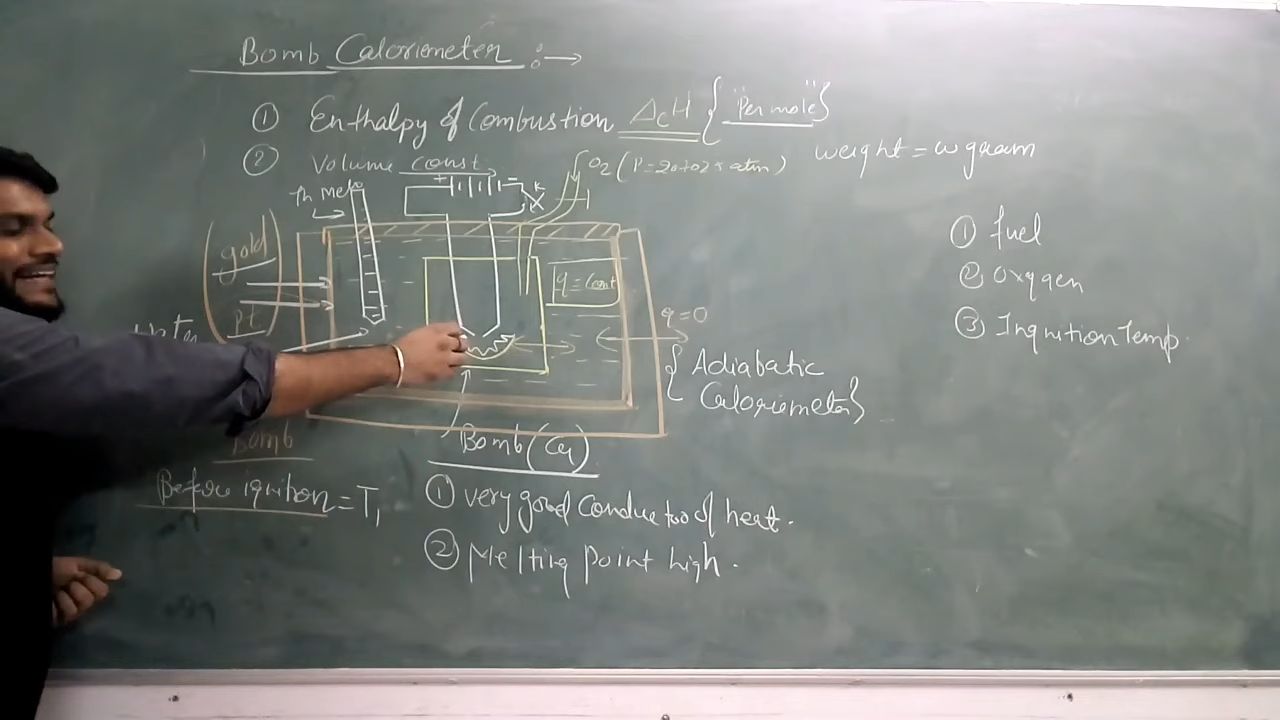 Bomb Calorimeter :→
① Enthalpy of Combustion ΔcH { "Per mole" }
② Volume const.
O2 (P = 20 to 25 atm)
weight = w gram
Th Meter
+ -
K
gold
pt
q = Const
q = 0
{ Adiabatic
Calorimeter }
Bomb
Bomb (Cu)
Before ignition = T1
① very good Conductor of heat.
② Melting point high.
① fuel
② Oxygen
③ Ingnition Temp.